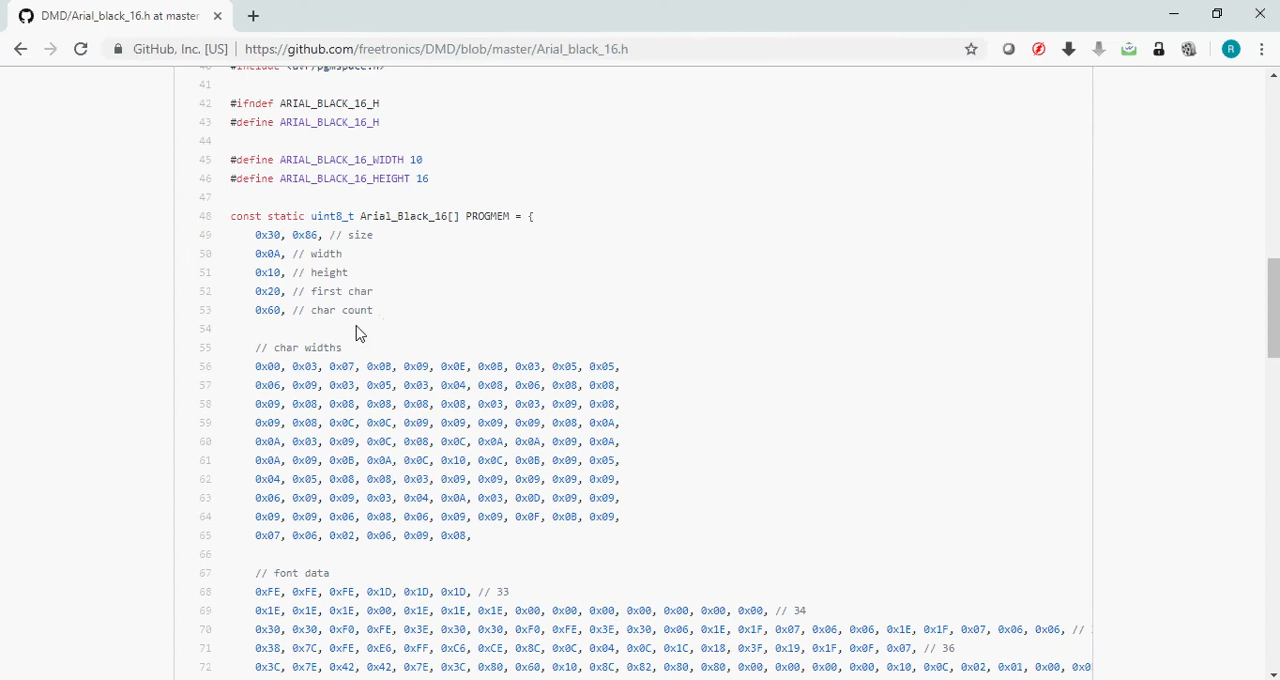 DMD/Arial_black_16.h at master
GitHub, Inc. [US] https://github.com/freetronics/DMD/blob/master/Arial_black_16.h R
40 #include <avr/pgmspace.h>
41
42 #ifndef ARIAL_BLACK_16_H
43 #define ARIAL_BLACK_16_H
44
45 #define ARIAL_BLACK_16_WIDTH 10
46 #define ARIAL_BLACK_16_HEIGHT 16
47
48 const static uint8_t Arial_Black_16[] PROGMEM = {
49 0x30, 0x86, // size
50 0x0A, // width
51 0x10, // height
52 0x20, // first char
53 0x60, // char count
54
55 // char widths
56 0x00, 0x03, 0x07, 0x0B, 0x09, 0x0E, 0x0B, 0x03, 0x05, 0x05,
57 0x06, 0x09, 0x03, 0x05, 0x03, 0x04, 0x08, 0x06, 0x08, 0x08,
58 0x09, 0x08, 0x08, 0x08, 0x08, 0x08, 0x03, 0x03, 0x09, 0x08,
59 0x09, 0x08, 0x0C, 0x0C, 0x09, 0x09, 0x09, 0x09, 0x08, 0x0A,
60 0x0A, 0x03, 0x09, 0x0C, 0x08, 0x0C, 0x0A, 0x0A, 0x09, 0x0A,
61 0x0A, 0x09, 0x0B, 0x0A, 0x0C, 0x10, 0x0C, 0x0B, 0x09, 0x05,
62 0x04, 0x05, 0x08, 0x08, 0x03, 0x09, 0x09, 0x09, 0x09, 0x09,
63 0x06, 0x09, 0x09, 0x03, 0x04, 0x0A, 0x03, 0x0D, 0x09, 0x09,
64 0x09, 0x09, 0x06, 0x08, 0x06, 0x09, 0x09, 0x0F, 0x0B, 0x09,
65 0x07, 0x06, 0x02, 0x06, 0x09, 0x08,
66
67 // font data
68 0xFE, 0xFE, 0xFE, 0x1D, 0x1D, 0x1D, // 33
69 0x1E, 0x1E, 0x1E, 0x00, 0x1E, 0x1E, 0x1E, 0x00, 0x00, 0x00, 0x00, 0x00, 0x00, 0x00, // 34
70 0x30, 0x30, 0xF0, 0xFE, 0x3E, 0x30, 0x30, 0xF0, 0xFE, 0x3E, 0x30, 0x06, 0x1E, 0x1F, 0x07, 0x06, 0x06, 0x1E, 0x1F, 0x07, 0x06, 0x06, //
71 0x38, 0x7C, 0xFE, 0xE6, 0xFF, 0xC6, 0xCE, 0x8C, 0x0C, 0x04, 0x0C, 0x1C, 0x18, 0x3F, 0x19, 0x1F, 0x0F, 0x07, // 36
72 0x3C, 0x7E, 0x42, 0x42, 0x7E, 0x3C, 0x80, 0x60, 0x10, 0x8C, 0x82, 0x80, 0x80, 0x00, 0x00, 0x00, 0x00, 0x10, 0x0C, 0x02, 0x01, 0x00, 0x0